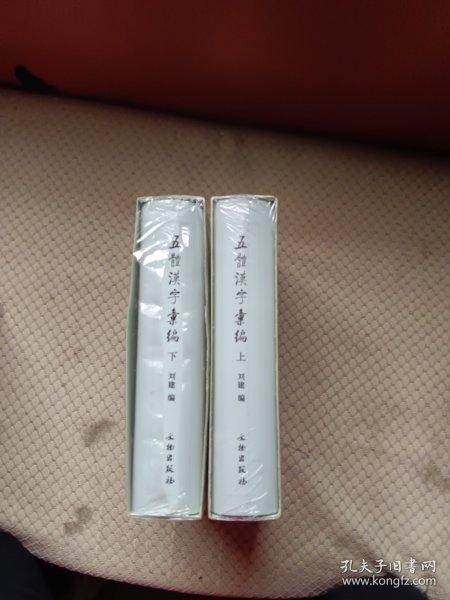 五體漢字彙編
下
刘建 编
文物出版社
五體漢字彙編
上
刘建 编
文物出版社
孔夫子旧书网
www.kongfz.com